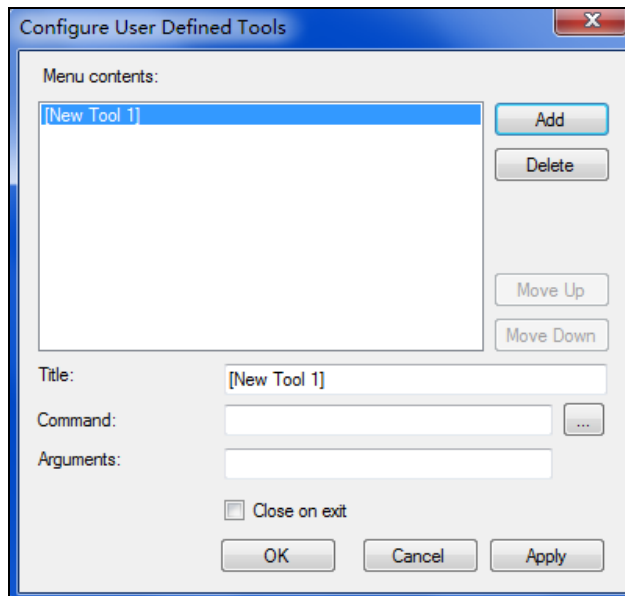 Configure User Defined Tools
Menu contents:
[New Tool 1]
Add
Delete
Move Up
Move Down
Title:
[New Tool 1]
Command:
...
Arguments:
Close on exit
OK
Cancel
Apply